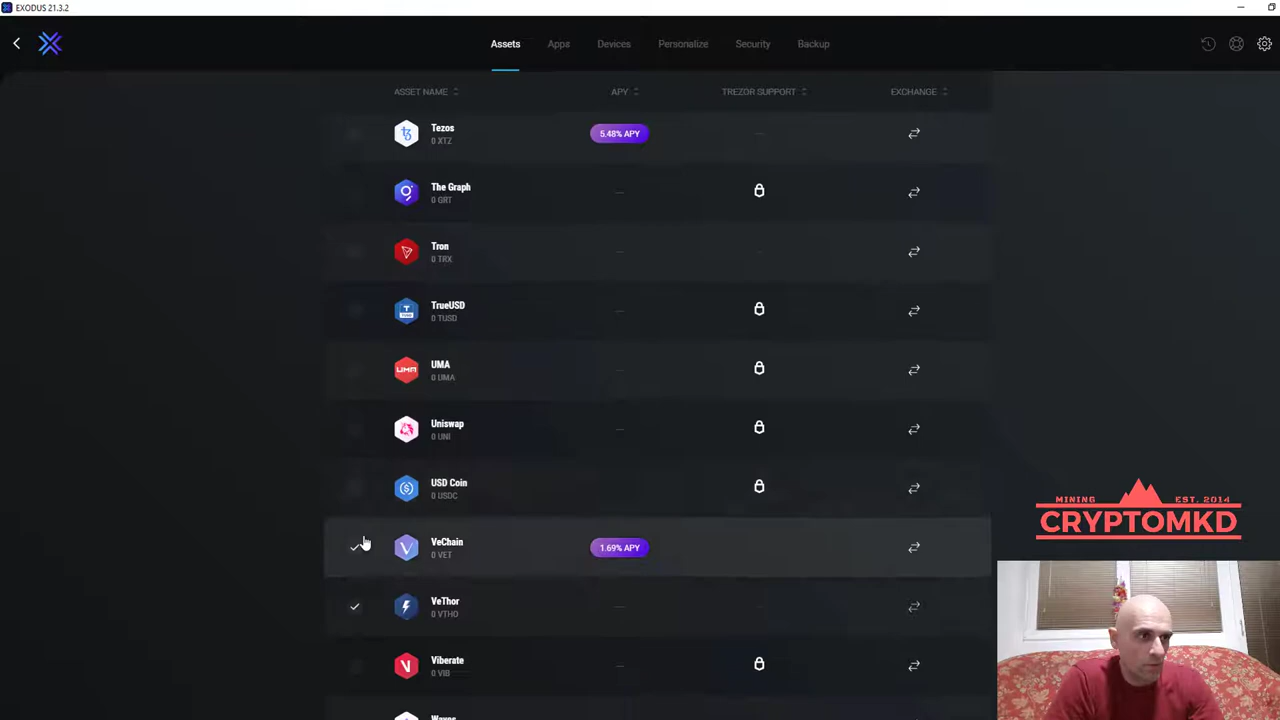 EXODUS 21.3.2
Assets Apps Devices Personalize Security Backup
ASSET NAME APY TREZOR SUPPORT EXCHANGE
Tezos
0 XTZ
5.48% APY
The Graph
0 GRT
Tron
0 TRX
TrueUSD
0 TUSD
UMA
0 UMA
Uniswap
0 UNI
USD Coin
0 USDC
VeChain
0 VET
1.69% APY
VeThor
0 VTHO
Viberate
0 VIB
Waves
MINING EST. 2014
CRYPTOMKD